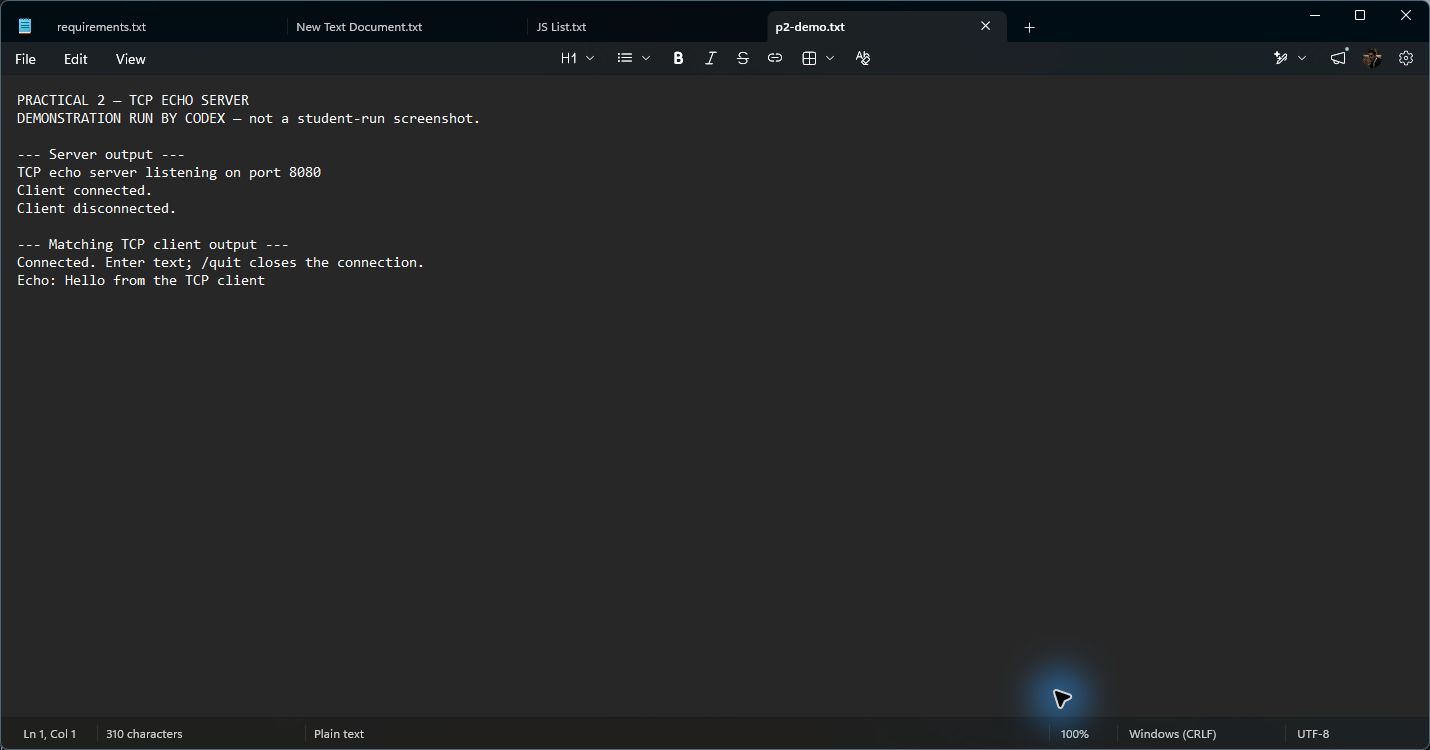 requirements.txt
New Text Document.txt
JS List.txt
p2-demo.txt
File Edit View
H1
B I S
PRACTICAL 2 — TCP ECHO SERVER
DEMONSTRATION RUN BY CODEX — not a student-run screenshot.
--- Server output ---
TCP echo server listening on port 8080
Client connected.
Client disconnected.
--- Matching TCP client output ---
Connected. Enter text; /quit closes the connection.
Echo: Hello from the TCP client
Ln 1, Col 1
310 characters
Plain text
100%
Windows (CRLF)
UTF-8